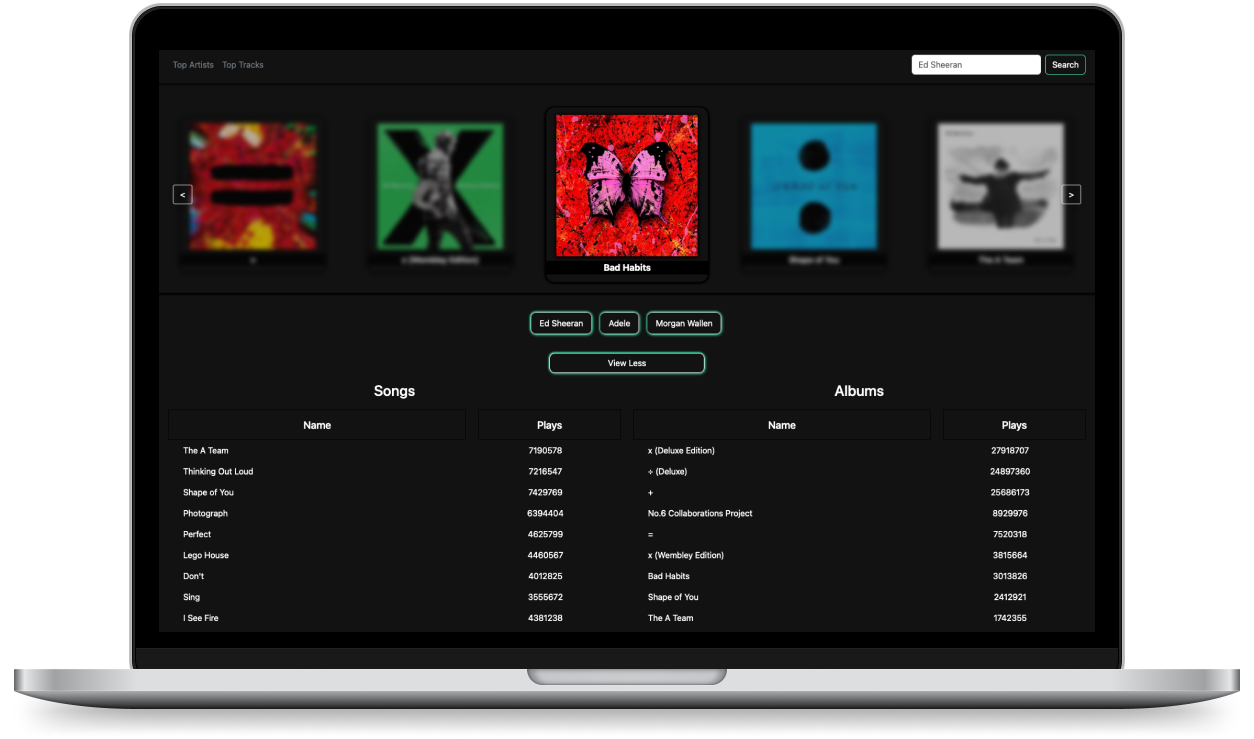 Top Artists Top Tracks
Ed Sheeran Search
< >
= x (Wembley Edition) Bad Habits Shape of You The A Team
Ed Sheeran Adele Morgan Wallen
View Less
Songs Albums
Name Plays Name Plays
The A Team 7190578 x (Deluxe Edition) 27918707
Thinking Out Loud 7216547 ÷ (Deluxe) 24897360
Shape of You 7429769 + 25686173
Photograph 6394404 No.6 Collaborations Project 8929976
Perfect 4625799 = 7520318
Lego House 4460567 x (Wembley Edition) 3815664
Don't 4012825 Bad Habits 3013826
Sing 3555672 Shape of You 2412921
I See Fire 4381238 The A Team 1742355